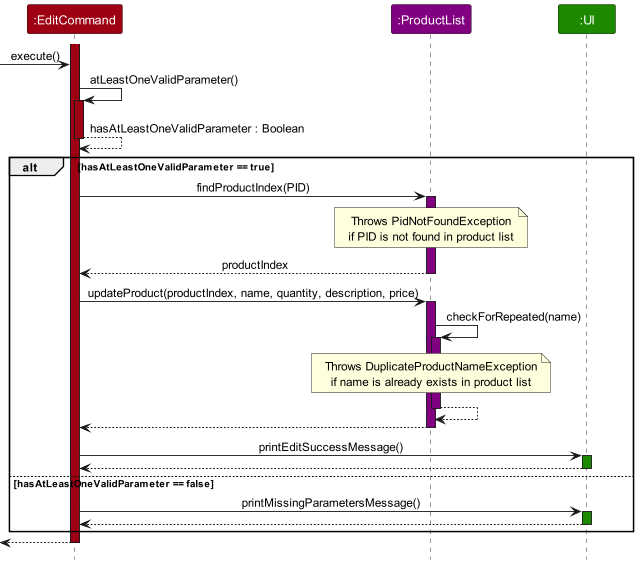 :EditCommand
:ProductList
:UI
execute()
atLeastOneValidParameter()
hasAtLeastOneValidParameter : Boolean
alt
[hasAtLeastOneValidParameter == true]
findProductIndex(PID)
Throws PidNotFoundException
if PID is not found in product list
productIndex
updateProduct(productIndex, name, quantity, description, price)
checkForRepeated(name)
Throws DuplicateProductNameException
if name is already exists in product list
printEditSuccessMessage()
[hasAtLeastOneValidParameter == false]
printMissingParametersMessage()